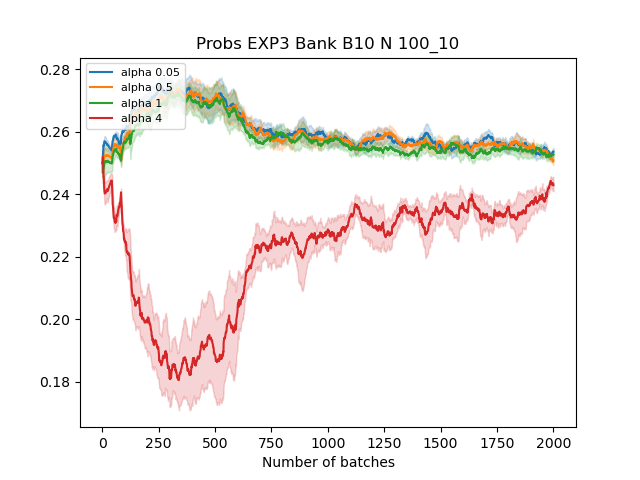 Probs EXP3 Bank B10 N 100_10
alpha 0.05
alpha 0.5
alpha 1
alpha 4
0.28
0.26
0.24
0.22
0.20
0.18
0 250 500 750 1000 1250 1500 1750 2000
Number of batches